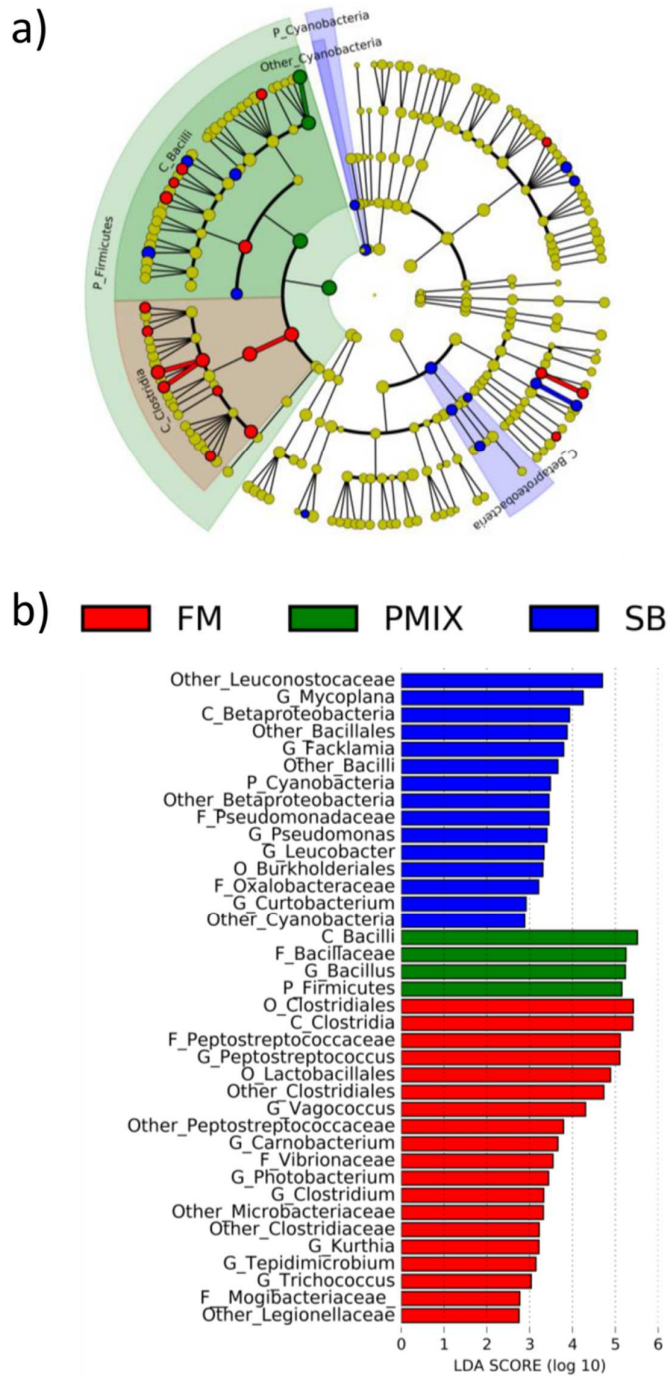 a)
P_Cyanobacteria
Other_Cyanobacteria
C_Bacilli
P_Firmicutes
C_Clostridia
C_Betaproteobacteria
b)
FM
PMIX
SB
Other_Leuconostocaceae
G_Mycoplana
C_Betaproteobacteria
Other_Bacillales
G_Facklamia
Other_Bacilli
P_Cyanobacteria
Other_Betaproteobacteria
F_Pseudomonadaceae
G_Pseudomonas
G_Leucobacter
O_Burkholderiales
F_Oxalobacteraceae
G_Curtobacterium
Other_Cyanobacteria
C_Bacilli
F_Bacillaceae
G_Bacillus
P_Firmicutes
O_Clostridiales
C_Clostridia
F_Peptostreptococcaceae
G_Peptostreptococcus
O_Lactobacillales
Other_Clostridiales
G_Vagococcus
Other_Peptostreptococcaceae
G_Carnobacterium
F_Vibrionaceae
G_Photobacterium
G_Clostridium
Other_Microbacteriaceae
Other_Clostridiaceae
G_Kurthia
G_Tepidimicrobium
G_Trichococcus
F__Mogibacteriaceae_
Other_Legionellaceae
0 1 2 3 4 5 6
LDA SCORE (log 10)